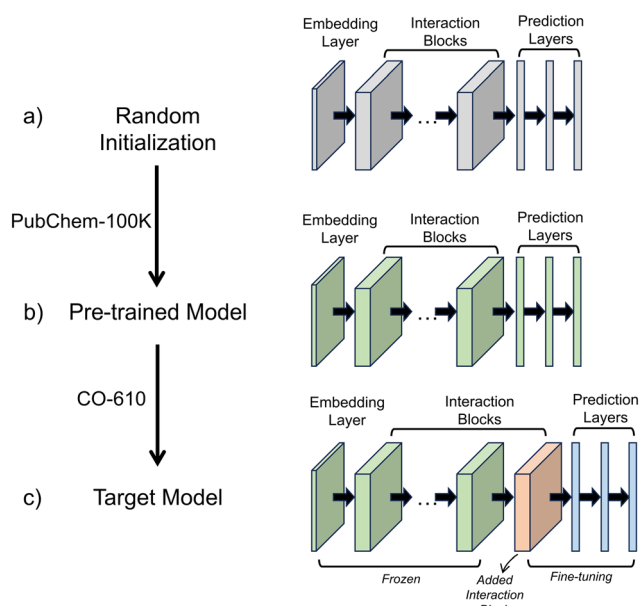 Embedding
Layer
Interaction
Blocks
Prediction
Layers
a)
Random
Initialization
PubChem-100K
Embedding
Layer
Interaction
Blocks
Prediction
Layers
b)
Pre-trained Model
CO-610
Embedding
Layer
Interaction
Blocks
Prediction
Layers
c)
Target Model
Frozen
Added
Interaction
Fine-tuning